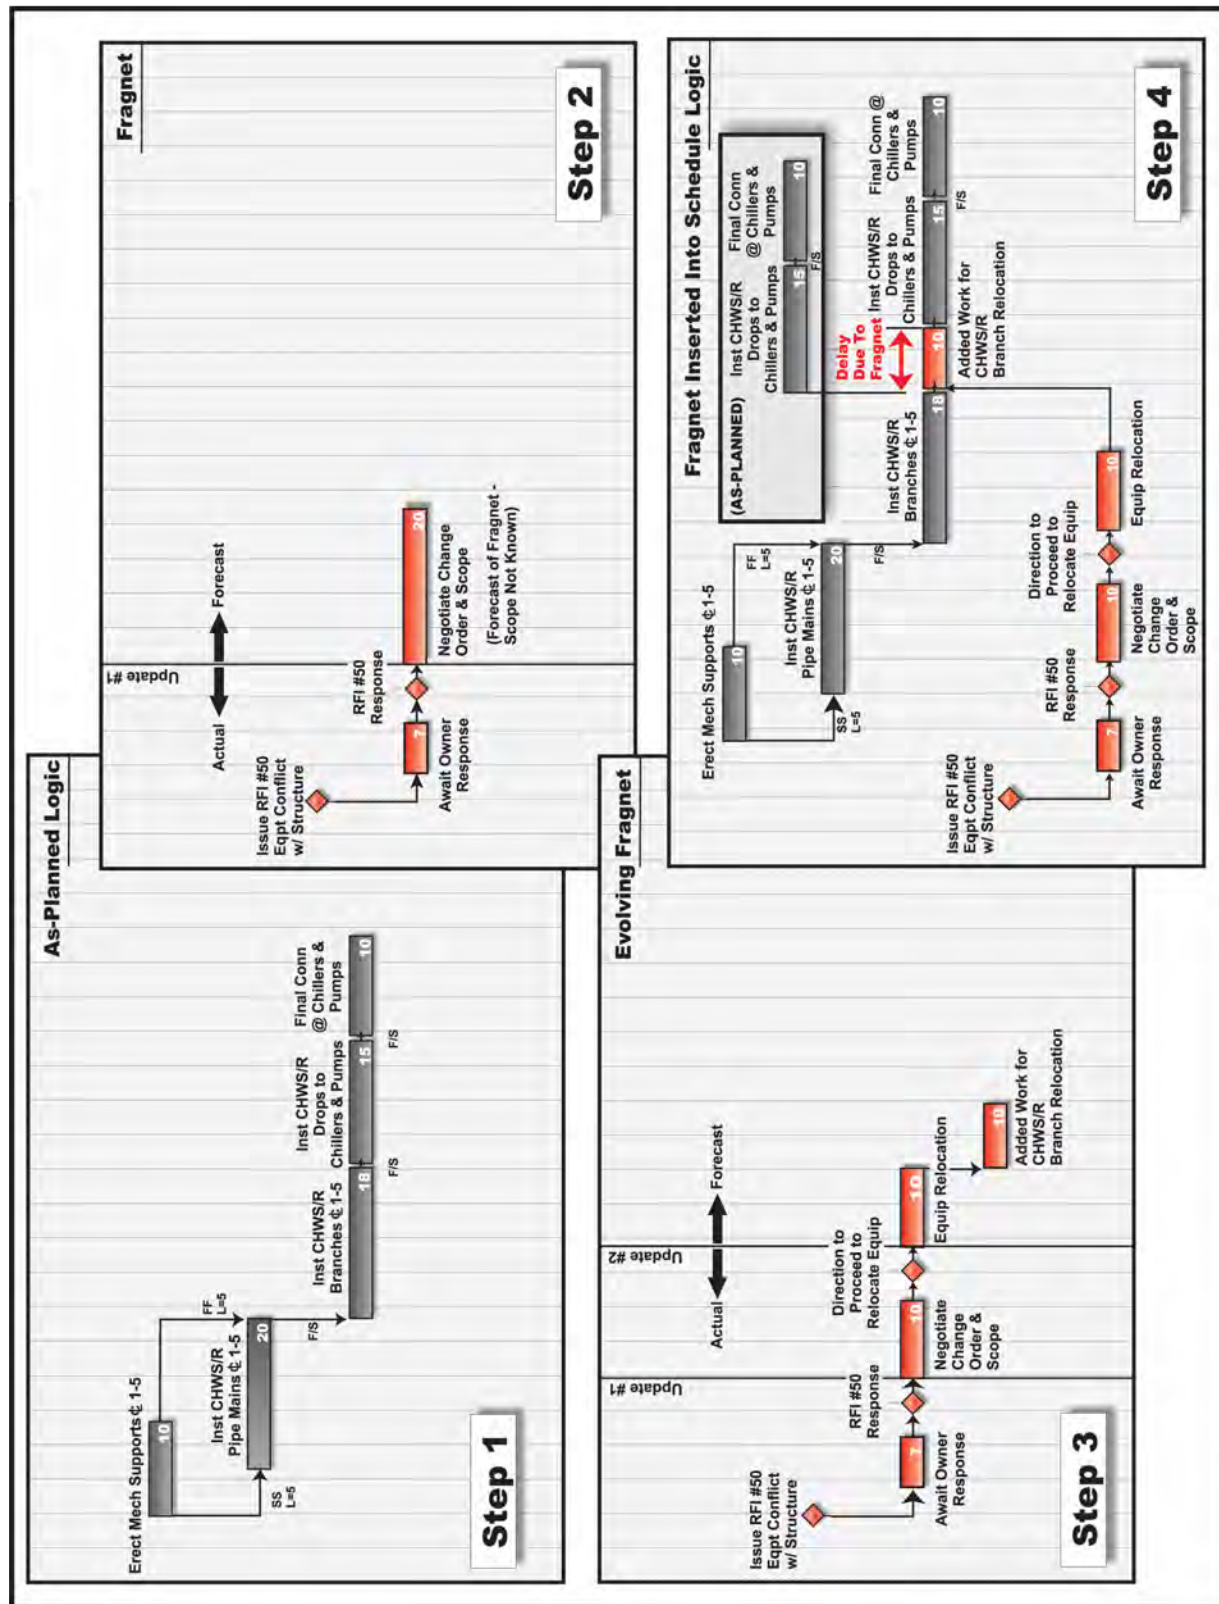 As-Planned Logic
Erect Mech Supports ℄ 1-5
10
SS
L=5
FF
L=5
Inst CHWS/R
Pipe Mains ℄ 1-5
20
F/S
Inst CHWS/R
Branches ℄ 1-5
18
F/S
Inst CHWS/R
Drops to
Chillers & Pumps
15
F/S
Final Conn
@ Chillers &
Pumps
10
Step 1
Fragnet
Update #1
Actual
Forecast
Issue RFI #50
Eqpt Conflict
w/ Structure
7
Await Owner
Response
RFI #50
Response
20
Negotiate Change
Order & Scope
(Forecast of Fragnet -
Scope Not Known)
Step 2
Evolving Fragnet
Update #1
Update #2
Actual
Forecast
Issue RFI #50
Eqpt Conflict
w/ Structure
7
Await Owner
Response
RFI #50
Response
10
Negotiate
Change
Order &
Scope
Direction to
Proceed to
Relocate Equip
10
Equip Relocation
10
Added Work for
CHWS/R
Branch Relocation
Step 3
Fragnet Inserted Into Schedule Logic
(AS-PLANNED)
Inst CHWS/R
Drops to
Chillers & Pumps
15
F/S
Final Conn
@ Chillers &
Pumps
10
Erect Mech Supports ℄ 1-5
10
SS
L=5
FF
L=5
Inst CHWS/R
Pipe Mains ℄ 1-5
20
F/S
Inst CHWS/R
Branches ℄ 1-5
18
Delay
Due To
Fragnet
10
Added Work for
CHWS/R
Branch Relocation
Inst CHWS/R
Drops to
Chillers & Pumps
15
F/S
Final Conn @
Chillers &
Pumps
10
Issue RFI #50
Eqpt Conflict
w/ Structure
7
Await Owner
Response
RFI #50
Response
10
Negotiate
Change
Order &
Scope
Direction to
Proceed to
Relocate Equip
10
Equip Relocation
Step 4